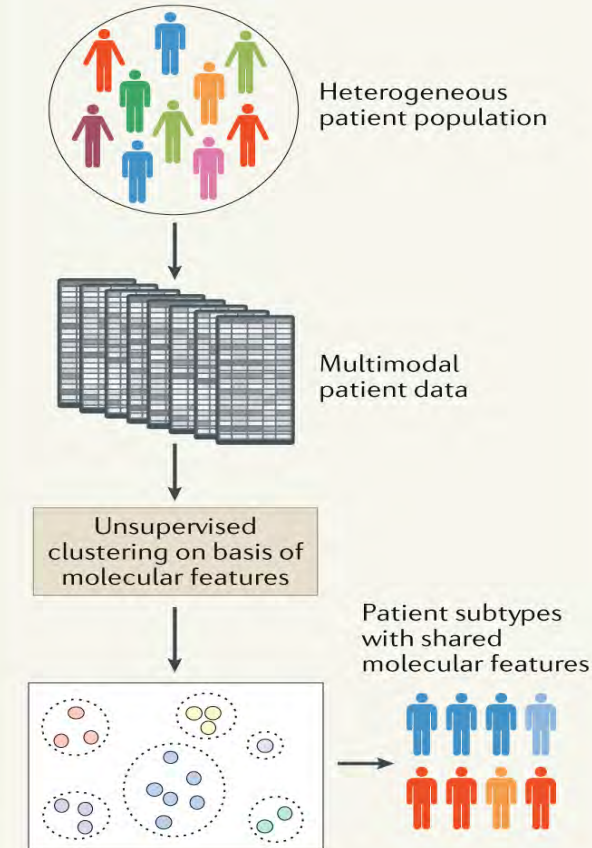 Heterogeneous
patient population
Multimodal
patient data
Unsupervised
clustering on basis of
molecular features
Patient subtypes
with shared
molecular features